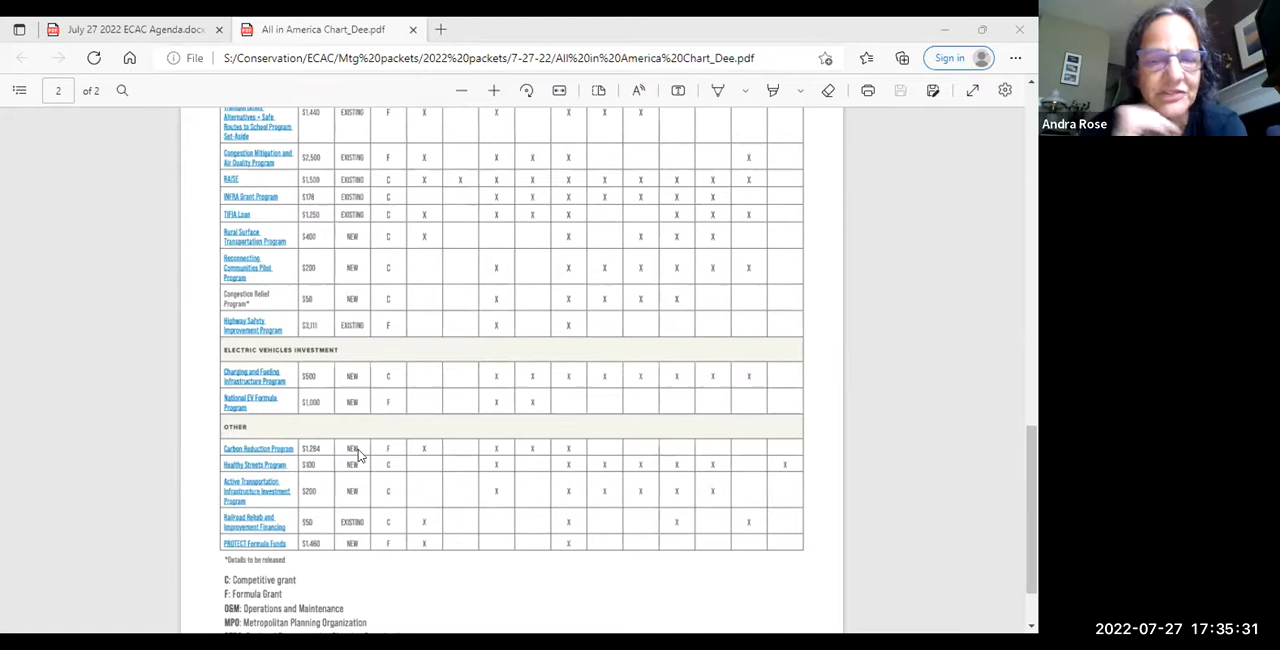 July 27 2022 ECAC Agenda.docx
All in America Chart_Dee.pdf
File S:/Conservation/ECAC/Mtg%20packets/2022%20packets/7-27-22/All%20in%20America%20Chart_Dee.pdf
Sign in
2 of 2
Andra Rose
Transportation
Alternatives + Safe
Routes to School Program
Set-Aside
$1,440 EXISTING F X X X X X
Congestion Mitigation and
Air Quality Program
$2,500 EXISTING F X X X X X
RAISE $1,500 EXISTING C X X X X X X X X X X
INFRA Grant Program $178 EXISTING C X X X X X X X
TIFIA Loan $1,250 EXISTING C X X X X X X X
Rural Surface
Transportation Program
$400 NEW C X X X X X
Reconnecting
Communities Pilot
Program
$200 NEW C X X X X X X
Congestion Relief
Program*
$50 NEW C X X X X X
Highway Safety
Improvement Program
$3,111 EXISTING F X X
ELECTRIC VEHICLES INVESTMENT
Charging and Fueling
Infrastructure Program
$500 NEW C X X X X X X X X
National EV Formula
Program
$1,000 NEW F X X
OTHER
Carbon Reduction Program $1,284 NEW F X X X X
Healthy Streets Program $100 NEW C X X X X X X X
Active Transportation
Infrastructure Investment
Program
$200 NEW C X X X X X X
Railroad Rehab and
Improvement Financing
$50 EXISTING C X X X X
PROTECT Formula Funds $1,460 NEW F X X
*Details to be released
C: Competitive grant
F: Formula Grant
O&M: Operations and Maintenance
MPO: Metropolitan Planning Organization
2022-07-27 17:35:31